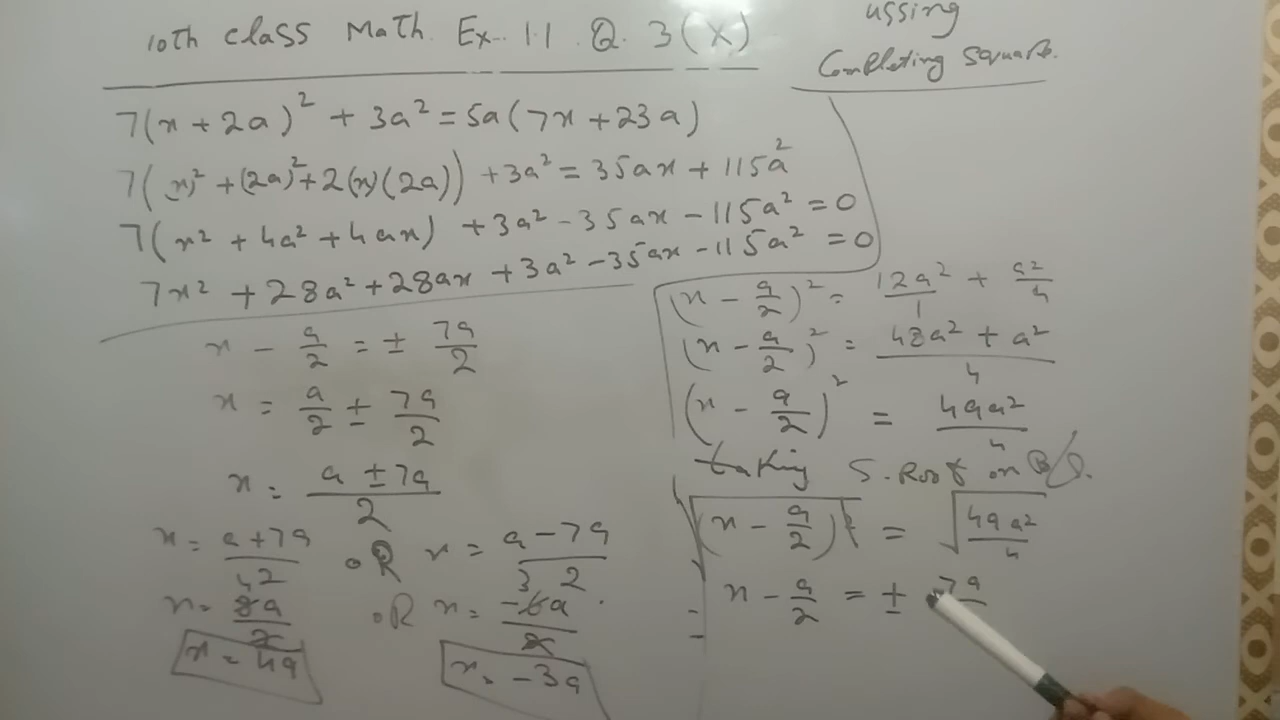 10th class Math Ex. 1.1 Q. 3(x)
ussing
Completing square.
7(x + 2a)² + 3a² = 5a(7x + 23a)
7((x)² + (2a)² + 2(x)(2a)) + 3a² = 35ax + 115a²
7(x² + 4a² + 4ax) + 3a² - 35ax - 115a² = 0
7x² + 28a² + 28ax + 3a² - 35ax - 115a² = 0
(x - a/2)² = 12a²/1 + a²/4
(x - a/2)² = 48a² + a²/4
(x - a/2)² = 49a²/4
taking S. Root on B/S.
√(x - a/2)² = √49a²/4
x - a/2 = ± 7a
x - a/2 = ± 7a/2
x = a/2 ± 7a/2
x = a ± 7a/2
x = a + 7a/2 OR x = a - 7a/2
x = 8a/2 OR x = -6a/2
x = 4a
x = -3a